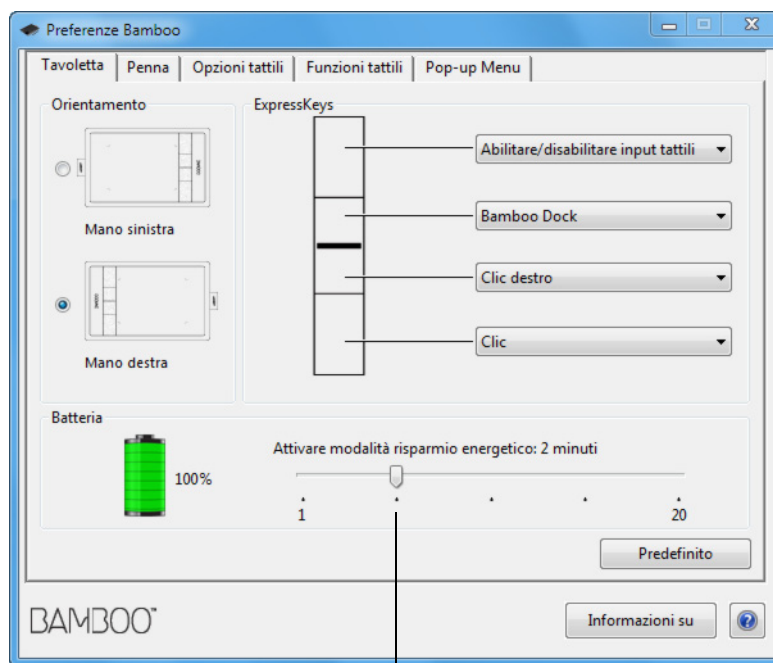 Preferenze Bamboo
Tavoletta Penna Opzioni tattili Funzioni tattili Pop-up Menu
Orientamento
Mano sinistra
Mano destra
ExpressKeys
Abilitare/disabilitare input tattili
Bamboo Dock
Clic destro
Clic
Batteria
100%
Attivare modalità risparmio energetico: 2 minuti
1 20
Predefinito
BAMBOO™
Informazioni su
?